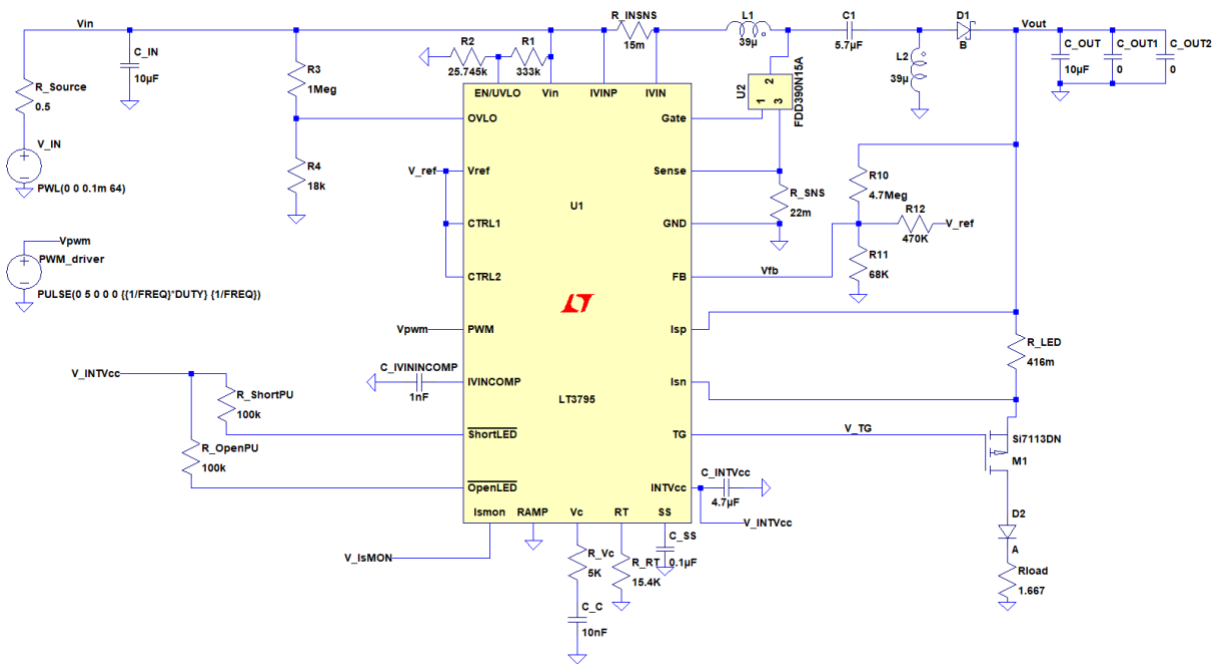 Vin
R_INSNS
15m
L1
39µ
C1
5.7µF
D1
B
Vout
C_IN
10µF
R2
25.745k
R1
333k
L2
39µ
C_OUT
10µF
C_OUT1
0
C_OUT2
0
R_Source
0.5
R3
1Meg
EN/UVLO
Vin
IVINP
IVIN
U2
2
1
3
FDD390N15A
V_IN
PWL(0 0 0.1m 64)
OVLO
Gate
R4
18k
V_ref
Vref
U1
Sense
R_SNS
22m
R10
4.7Meg
R12
470K
V_ref
CTRL1
GND
Vpwm
PWM_driver
PULSE(0 5 0 0 0 {{1/FREQ}*DUTY} {1/FREQ})
CTRL2
FB
Vfb
R11
68K
Vpwm
PWM
Isp
R_LED
416m
V_INTVcc
C_IVININCOMP
1nF
IVINCOMP
LT3795
Isn
R_ShortPU
100k
ShortLED
TG
V_TG
Si7113DN
M1
R_OpenPU
100k
OpenLED
INTVcc
C_INTVcc
4.7µF
V_INTVcc
Ismon
RAMP
Vc
RT
SS
D2
A
V_IsMON
R_Vc
5K
R_RT
15.4K
C_SS
0.1µF
Rload
1.667
C_C
10nF